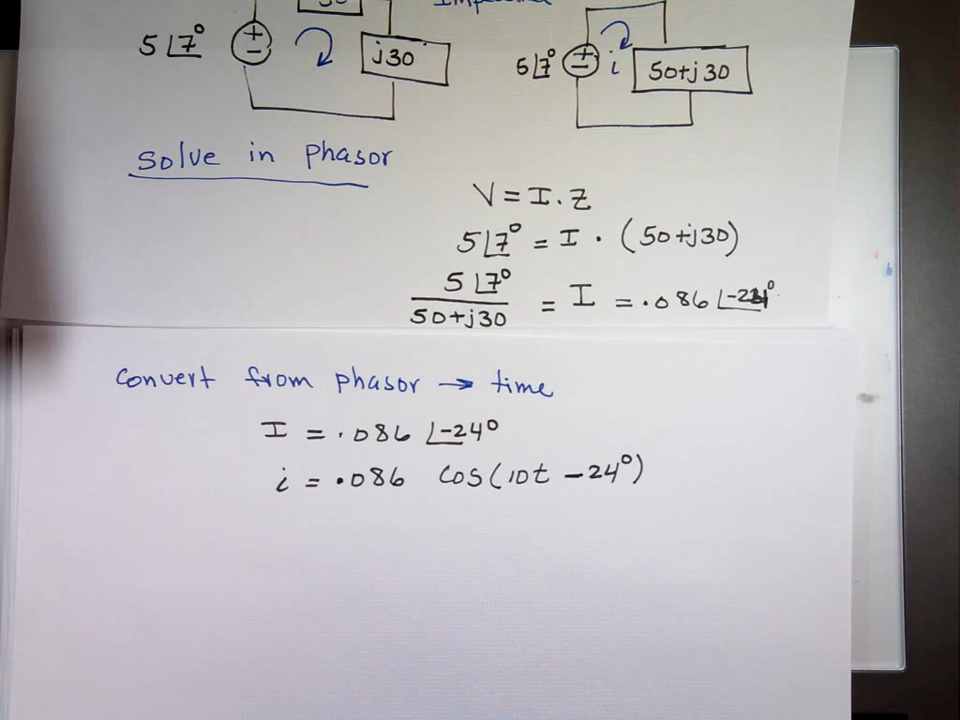 5∠7° + − j30
5∠7° + − i 50+j30
Solve in phasor
V = I . Z
5∠7° = I · (50+j30)
5∠7° / 50+j30 = I = .086 ∠-24°
Convert from phasor → time
I = .086 ∠-24°
i = .086 cos(10t − 24°)